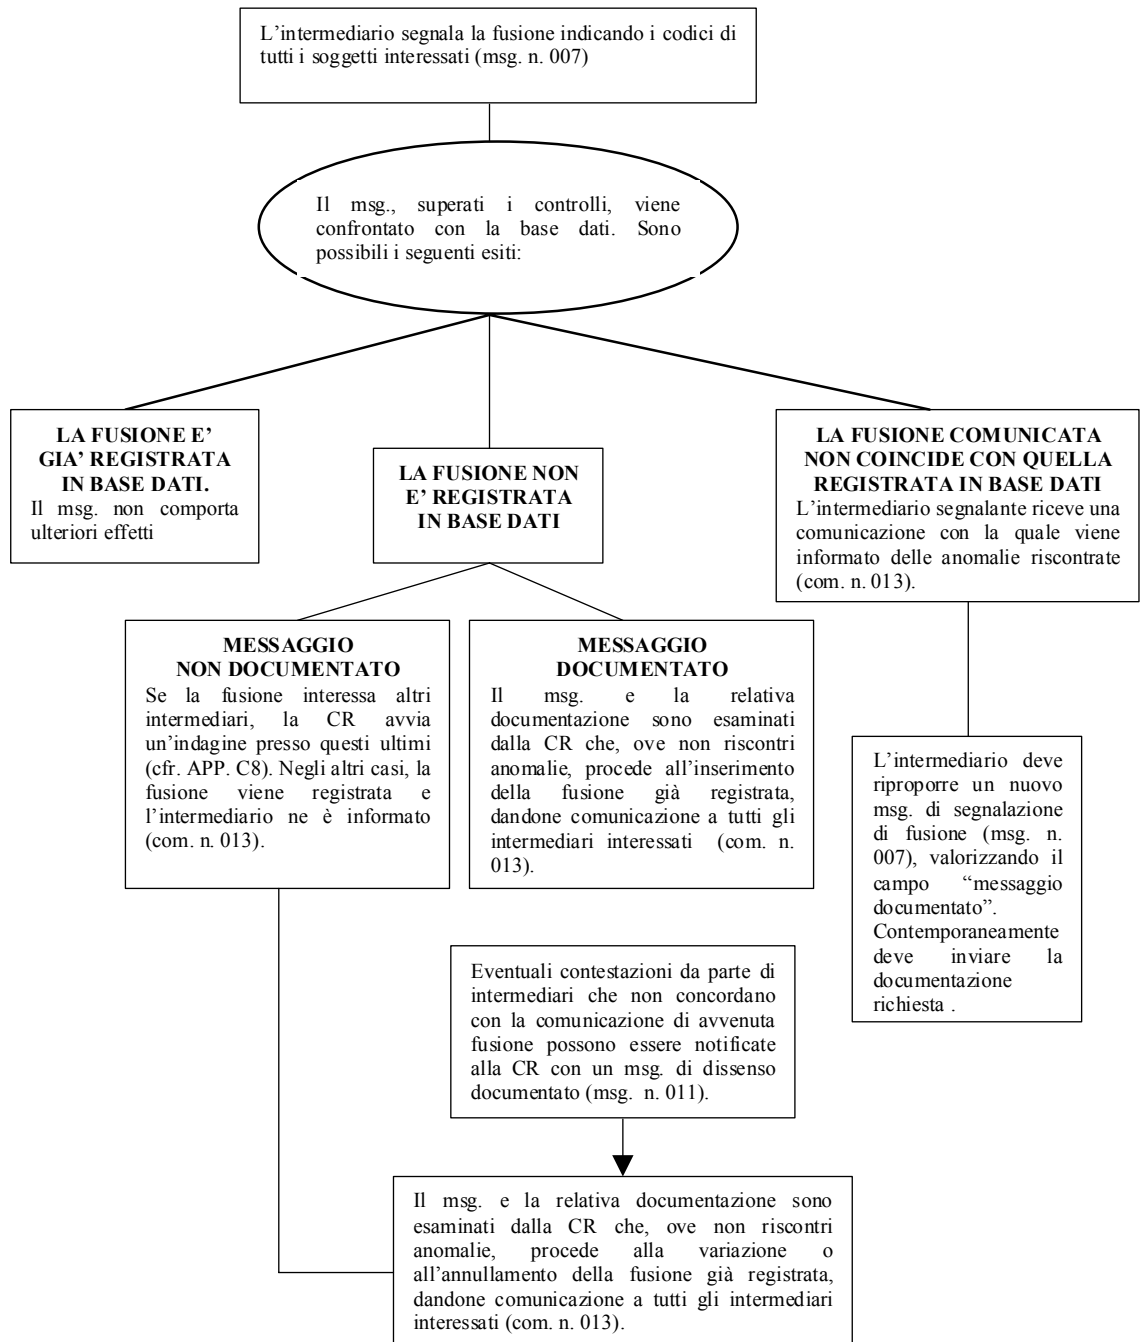 L’intermediario segnala la fusione indicando i codici di
tutti i soggetti interessati (msg. n. 007)
Il msg., superati i controlli, viene
confrontato con la base dati. Sono
possibili i seguenti esiti:
LA FUSIONE E’
GIA’ REGISTRATA
IN BASE DATI.
Il msg. non comporta
ulteriori effetti
LA FUSIONE NON
E’ REGISTRATA
IN BASE DATI
LA FUSIONE COMUNICATA
NON COINCIDE CON QUELLA
REGISTRATA IN BASE DATI
L’intermediario segnalante riceve una
comunicazione con la quale viene
informato delle anomalie riscontrate
(com. n. 013).
MESSAGGIO
NON DOCUMENTATO
Se la fusione interessa altri
intermediari, la CR avvia
un’indagine presso questi ultimi
(cfr. APP. C8). Negli altri casi, la
fusione viene registrata e
l’intermediario ne è informato
(com. n. 013).
MESSAGGIO
DOCUMENTATO
Il msg. e la relativa
documentazione sono esaminati
dalla CR che, ove non riscontri
anomalie, procede all’inserimento
della fusione già registrata,
dandone comunicazione a tutti gli
intermediari interessati (com. n.
013).
L’intermediario deve
riproporre un nuovo
msg. di segnalazione
di fusione (msg. n.
007), valorizzando il
campo “messaggio
documentato”.
Contemporaneamente
deve inviare la
documentazione
richiesta .
Eventuali contestazioni da parte di
intermediari che non concordano
con la comunicazione di avvenuta
fusione possono essere notificate
alla CR con un msg. di dissenso
documentato (msg. n. 011).
Il msg. e la relativa documentazione sono
esaminati dalla CR che, ove non riscontri
anomalie, procede alla variazione o
all’annullamento della fusione già registrata,
dandone comunicazione a tutti gli intermediari
interessati (com. n. 013).